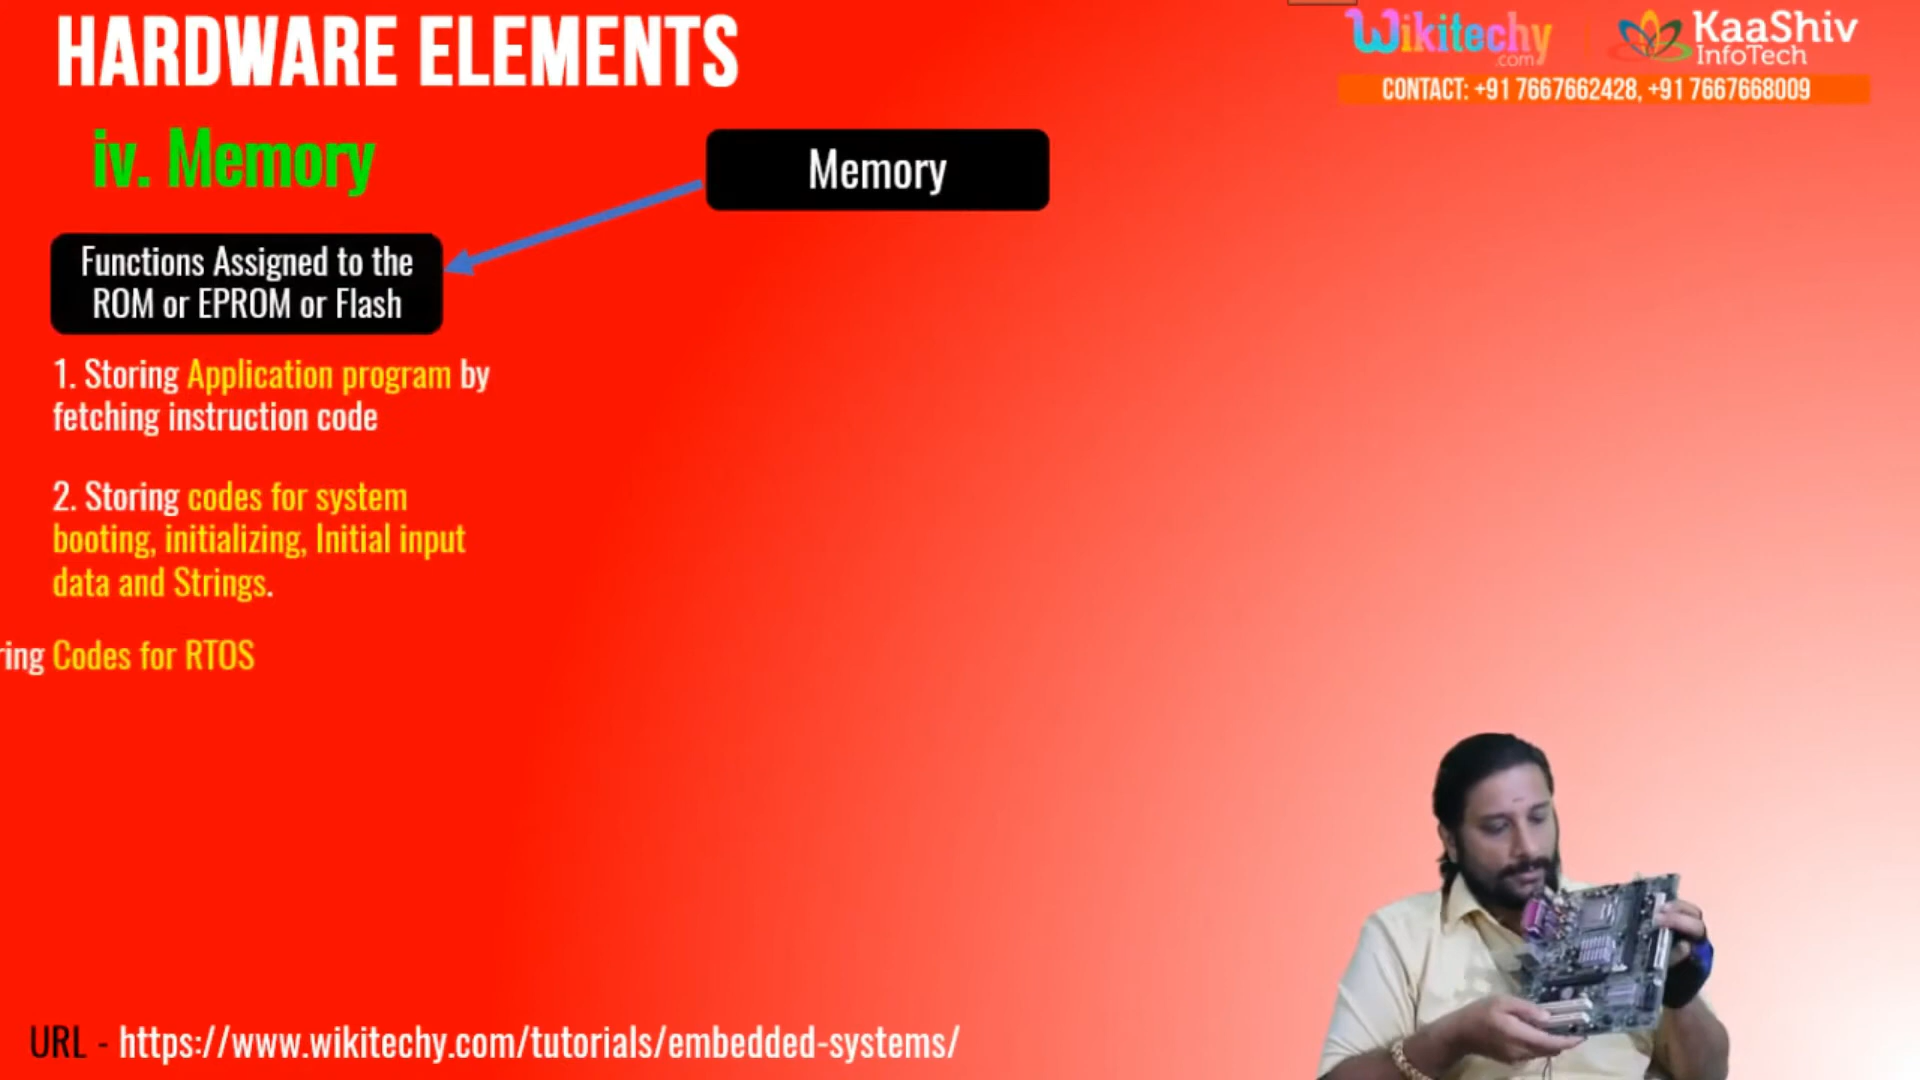 HARDWARE ELEMENTS
Wikitechy
.com
KaaShiv
InfoTech
CONTACT: +91 7667662428, +91 7667668009
iv. Memory
Memory
Functions Assigned to the
ROM or EPROM or Flash
1. Storing Application program by
fetching instruction code
2. Storing codes for system
booting, initializing, Initial input
data and Strings.
ring Codes for RTOS
URL - https://www.wikitechy.com/tutorials/embedded-systems/